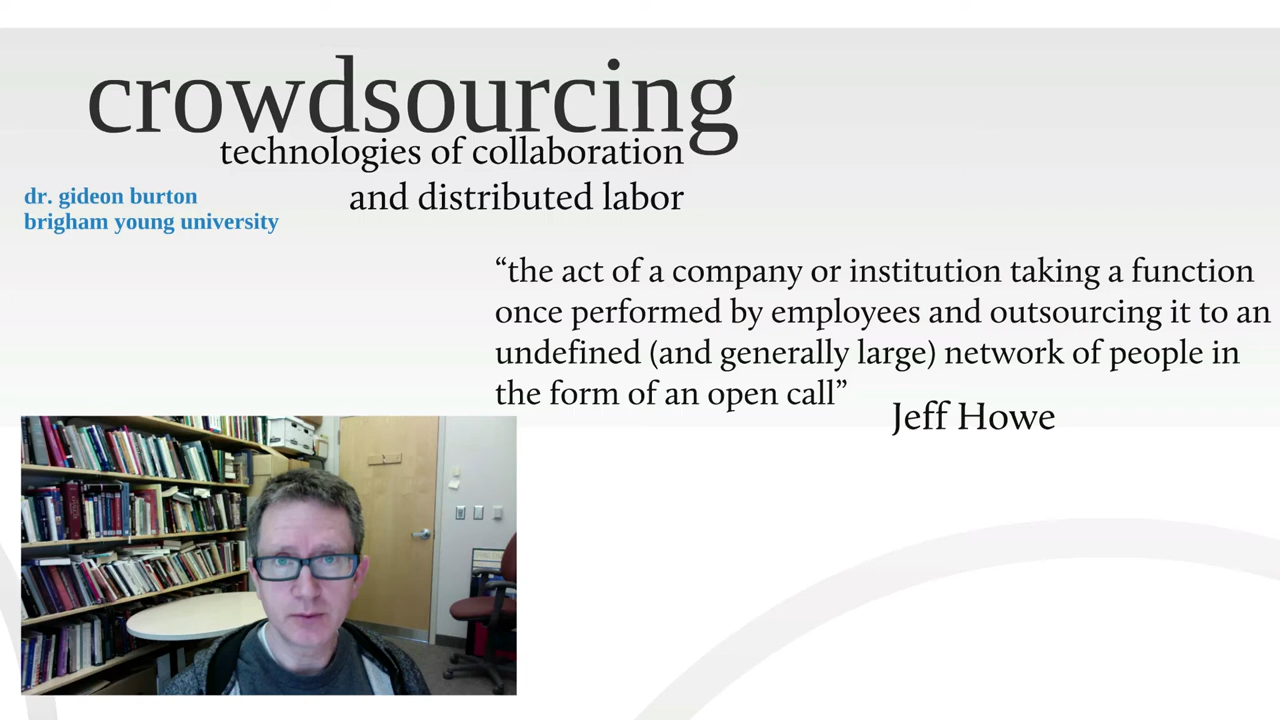 crowdsourcing
technologies of collaboration
and distributed labor
dr. gideon burton
brigham young university
“the act of a company or institution taking a function
once performed by employees and outsourcing it to an
undefined (and generally large) network of people in
the form of an open call”
Jeff Howe